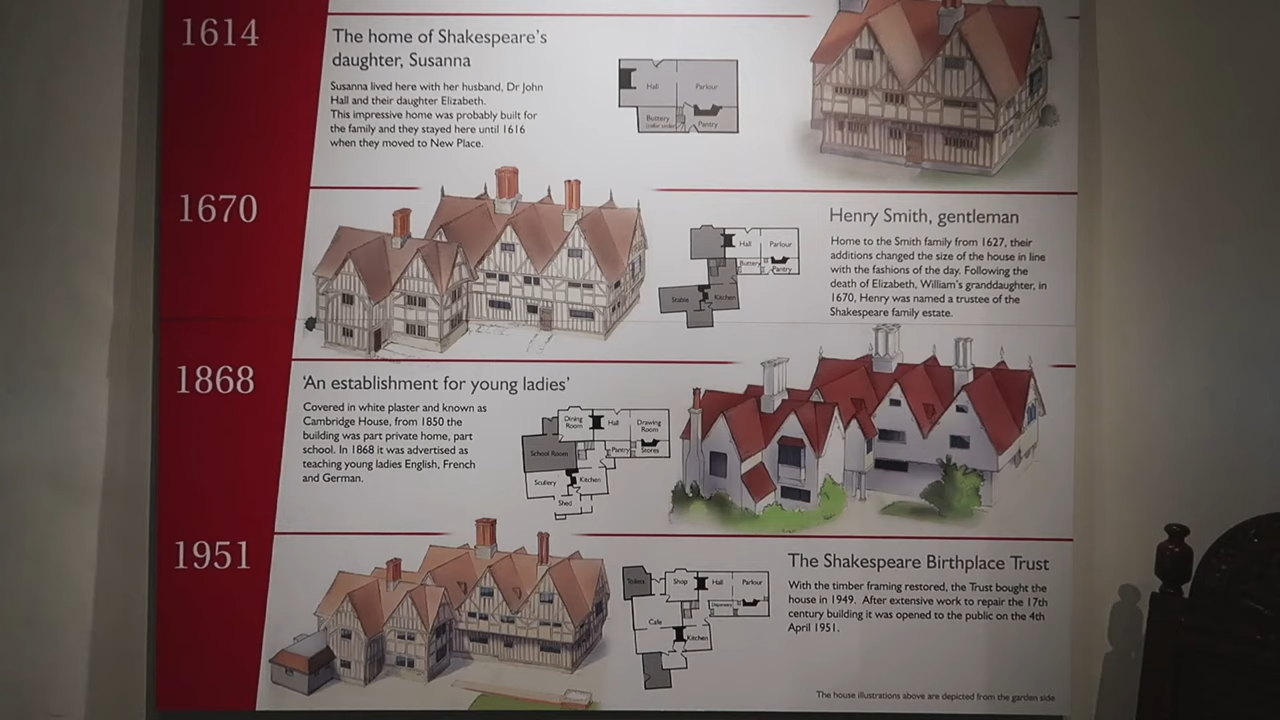 1614
The home of Shakespeare's
daughter, Susanna
Susanna lived here with her husband, Dr John
Hall and their daughter Elizabeth.
This impressive home was probably built for
the family and they stayed here until 1616
when they moved to New Place.
Hall
Parlour
Buttery
Pantry
1670
Hall
Parlour
Buttery
Pantry
Stable
Kitchen
Henry Smith, gentleman
Home to the Smith family from 1627, their
additions changed the size of the house in line
with the fashions of the day. Following the
death of Elizabeth, William's granddaughter, in
1670, Henry was named a trustee of the
Shakespeare family estate.
1868
'An establishment for young ladies'
Covered in white plaster and known as
Cambridge House, from 1850 the
building was part private home, part
school. In 1868 it was advertised as
teaching young ladies English, French
and German.
Dining
Room
Hall
Drawing
Room
School Room
Pantry
Stores
Scullery
Kitchen
Shed
1951
Toilets
Shop
Hall
Parlour
Dispensary
Cafe
Kitchen
The Shakespeare Birthplace Trust
With the timber framing restored, the Trust bought the
house in 1949. After extensive work to repair the 17th
century building it was opened to the public on the 4th
April 1951.
The house illustrations above are depicted from the garden side